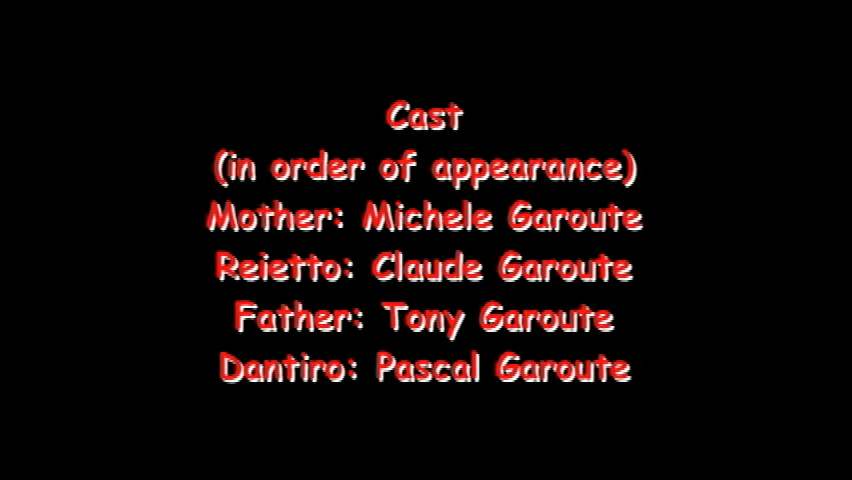 Cast
(in order of appearance)
Mother: Michele Garoute
Reietto: Claude Garoute
Father: Tony Garoute
Dantiro: Pascal Garoute